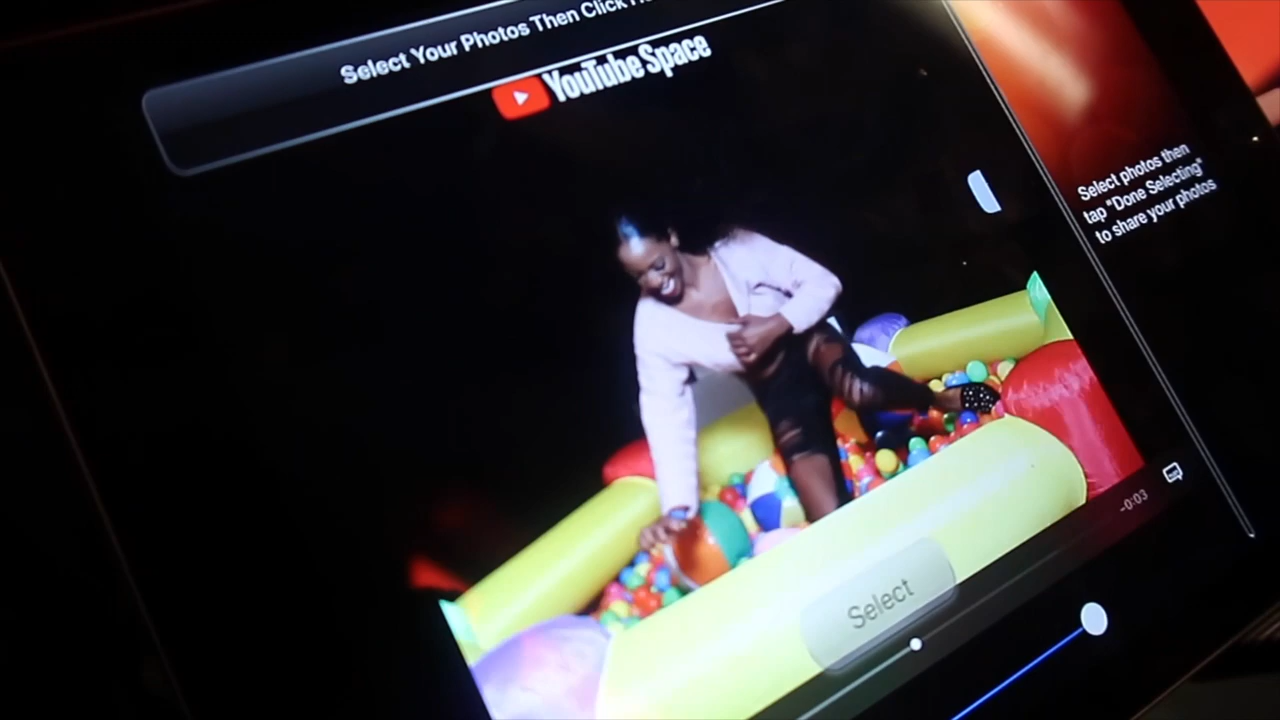 Select Your Photos Then Click
YouTube Space
Select photos then
tap "Done Selecting"
to share your photos
-0:03
Select